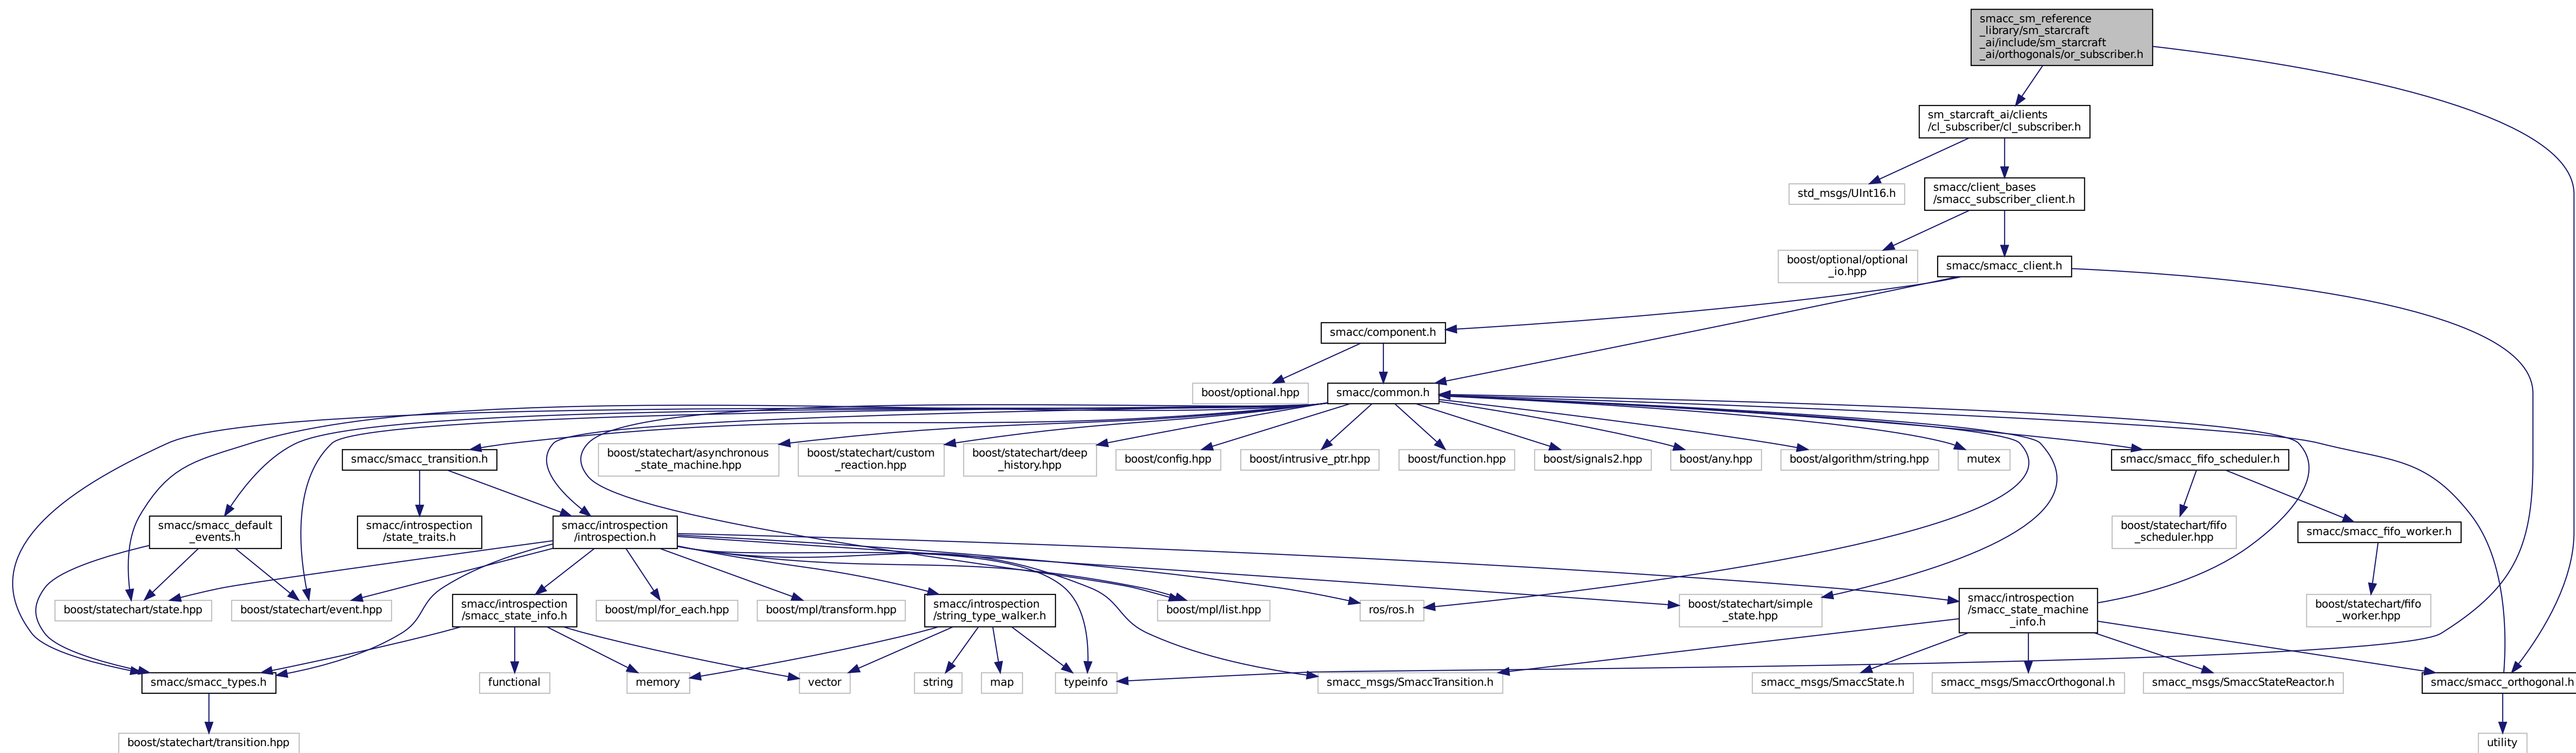 smacc_sm_reference
_library/sm_starcraft
_ai/include/sm_starcraft
_ai/orthogonals/or_subscriber.h
sm_starcraft_ai/clients
/cl_subscriber/cl_subscriber.h
std_msgs/UInt16.h
smacc/client_bases
/smacc_subscriber_client.h
boost/optional/optional
_io.hpp
smacc/smacc_client.h
smacc/component.h
boost/optional.hpp
smacc/common.h
smacc/smacc_transition.h
boost/statechart/asynchronous
_state_machine.hpp
boost/statechart/custom
_reaction.hpp
boost/statechart/deep
_history.hpp
boost/config.hpp
boost/intrusive_ptr.hpp
boost/function.hpp
boost/signals2.hpp
boost/any.hpp
boost/algorithm/string.hpp
mutex
smacc/smacc_fifo_scheduler.h
smacc/smacc_default
_events.h
smacc/introspection
/state_traits.h
smacc/introspection
/introspection.h
boost/statechart/fifo
_scheduler.hpp
smacc/smacc_fifo_worker.h
boost/statechart/state.hpp
boost/statechart/event.hpp
smacc/introspection
/smacc_state_info.h
boost/mpl/for_each.hpp
boost/mpl/transform.hpp
smacc/introspection
/string_type_walker.h
boost/mpl/list.hpp
ros/ros.h
boost/statechart/simple
_state.hpp
smacc/introspection
/smacc_state_machine
_info.h
boost/statechart/fifo
_worker.hpp
smacc/smacc_types.h
functional
memory
vector
string
map
typeinfo
smacc_msgs/SmaccTransition.h
smacc_msgs/SmaccState.h
smacc_msgs/SmaccOrthogonal.h
smacc_msgs/SmaccStateReactor.h
smacc/smacc_orthogonal.h
boost/statechart/transition.hpp
utility